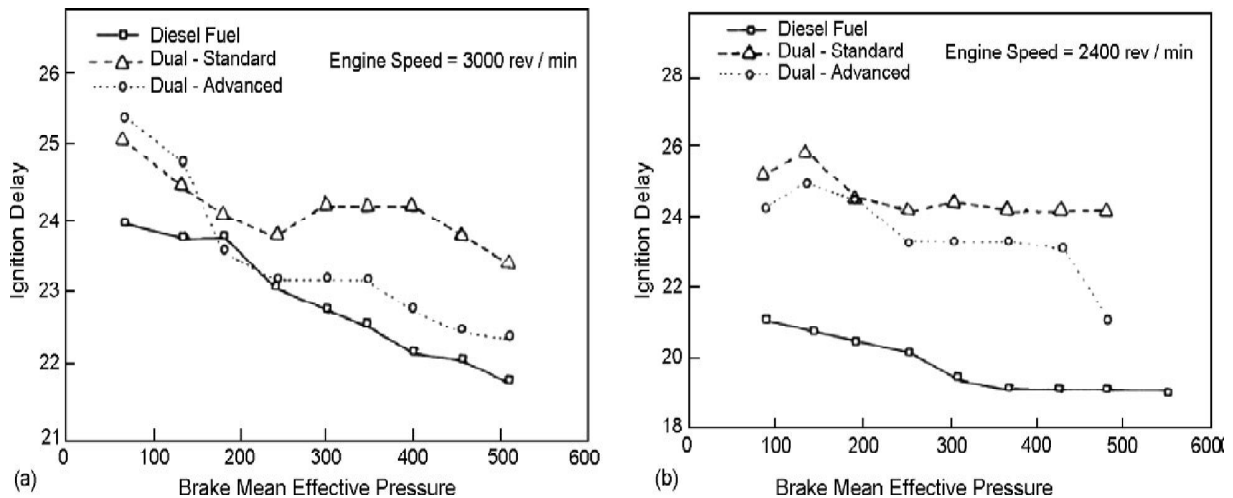 Diesel Fuel
Dual - Standard
Dual - Advanced
Engine Speed = 3000 rev / min
26
25
24
23
22
21
Ignition Delay
0 100 200 300 400 500 600
(a)
Brake Mean Effective Pressure
Diesel Fuel
Dual - Standard
Dual - Advanced
Engine Speed = 2400 rev / min
28
26
24
22
20
18
Ignition Delay
0 100 200 300 400 500 600
(b)
Brake Mean Effective Pressure